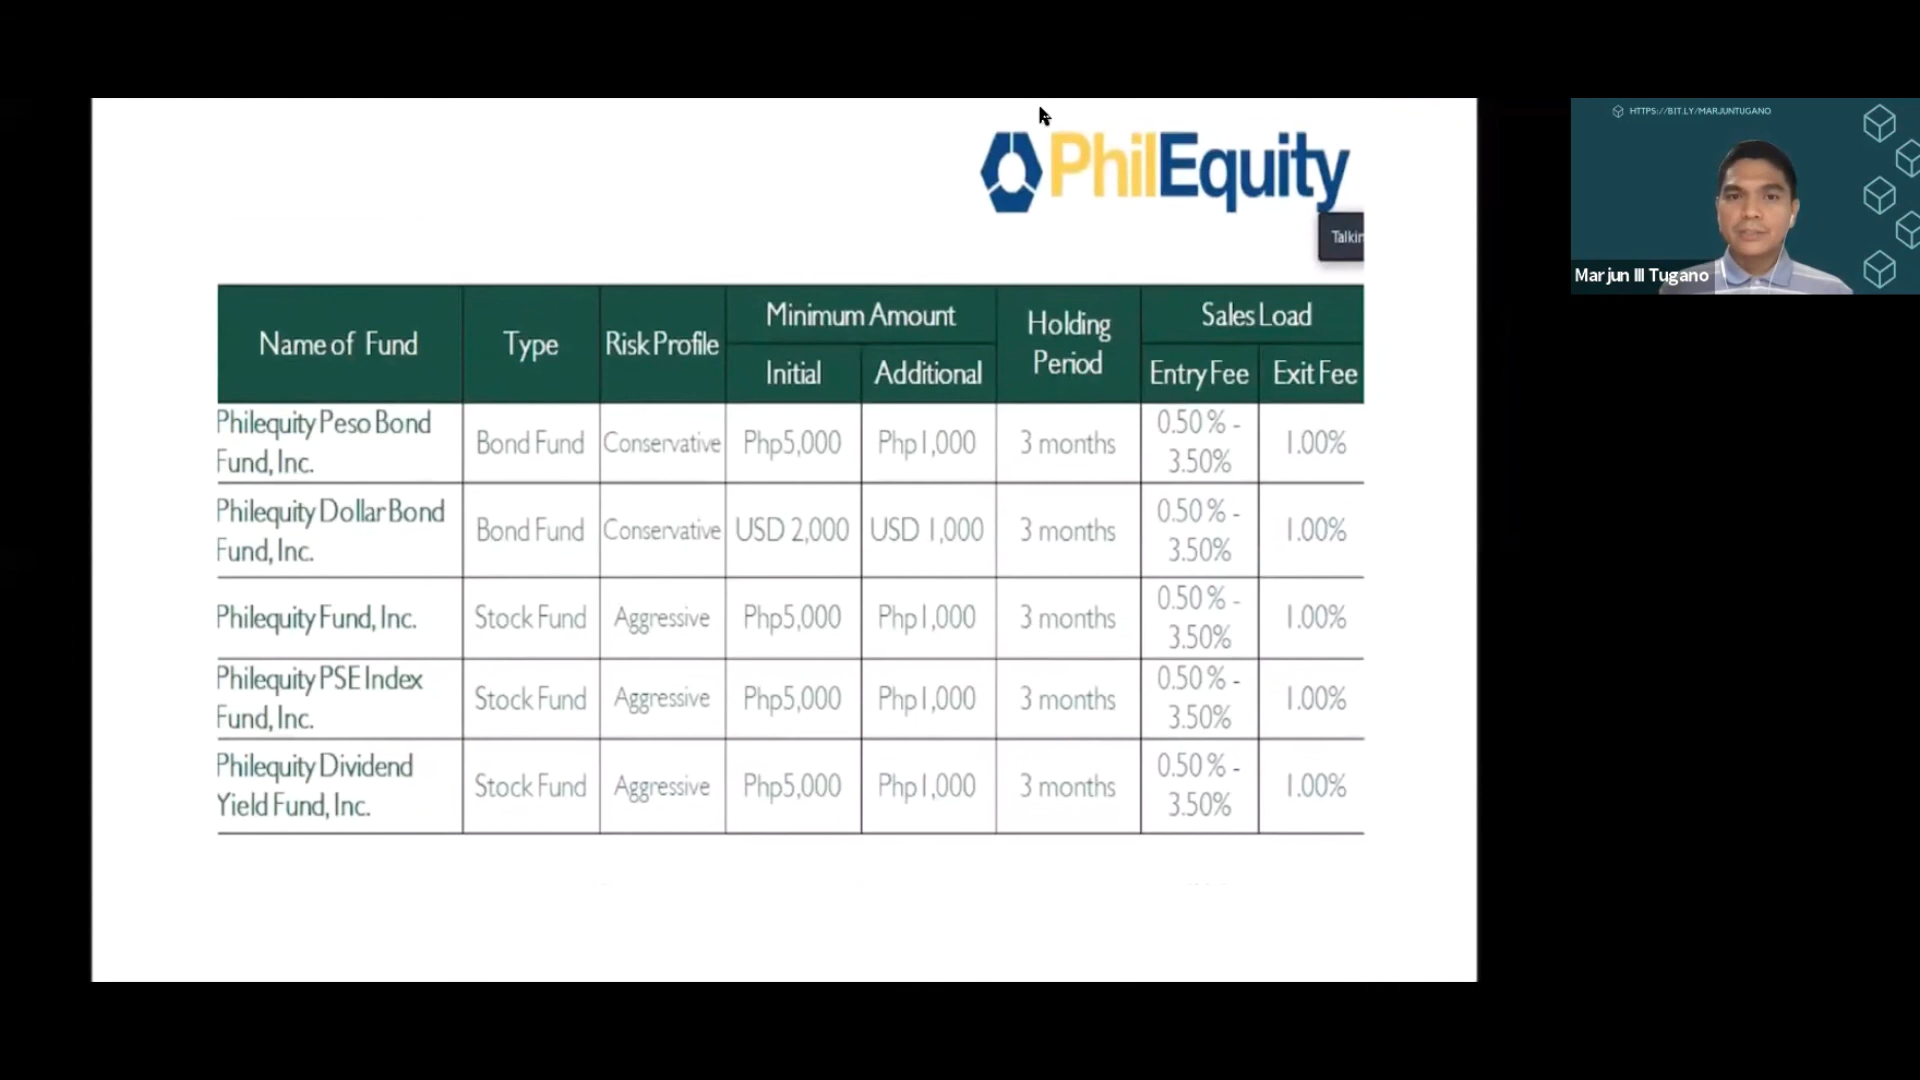 HTTPS://BIT.LY/MARJUNTUGANO
PhilEquity
Talkin
Marjun III Tugano
Name of Fund
Type
Risk Profile
Minimum Amount
Initial
Additional
Holding
Period
Sales Load
Entry Fee
Exit Fee
Philequity Peso Bond
Fund, Inc.
Bond Fund
Conservative
Php5,000
Php1,000
3 months
0.50% -
3.50%
1.00%
Philequity Dollar Bond
Fund, Inc.
Bond Fund
Conservative
USD 2,000
USD 1,000
3 months
0.50% -
3.50%
1.00%
Philequity Fund, Inc.
Stock Fund
Aggressive
Php5,000
Php1,000
3 months
0.50% -
3.50%
1.00%
Philequity PSE Index
Fund, Inc.
Stock Fund
Aggressive
Php5,000
Php1,000
3 months
0.50% -
3.50%
1.00%
Philequity Dividend
Yield Fund, Inc.
Stock Fund
Aggressive
Php5,000
Php1,000
3 months
0.50% -
3.50%
1.00%